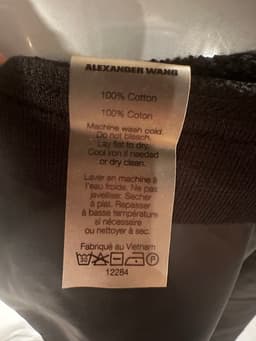 ALEXANDER WANG
100% Cotton
100% Coton
Machine wash cold.
Do not bleach.
Lay flat to dry.
Cool iron if needed
or dry clean.
Laver en machine à
l'eau froide. Ne pas
javelliser. Sécher
à plat. Repasser
à basse température
si nécessaire
ou nettoyer à sec.
Fabriqué au Vietnam
P
12284